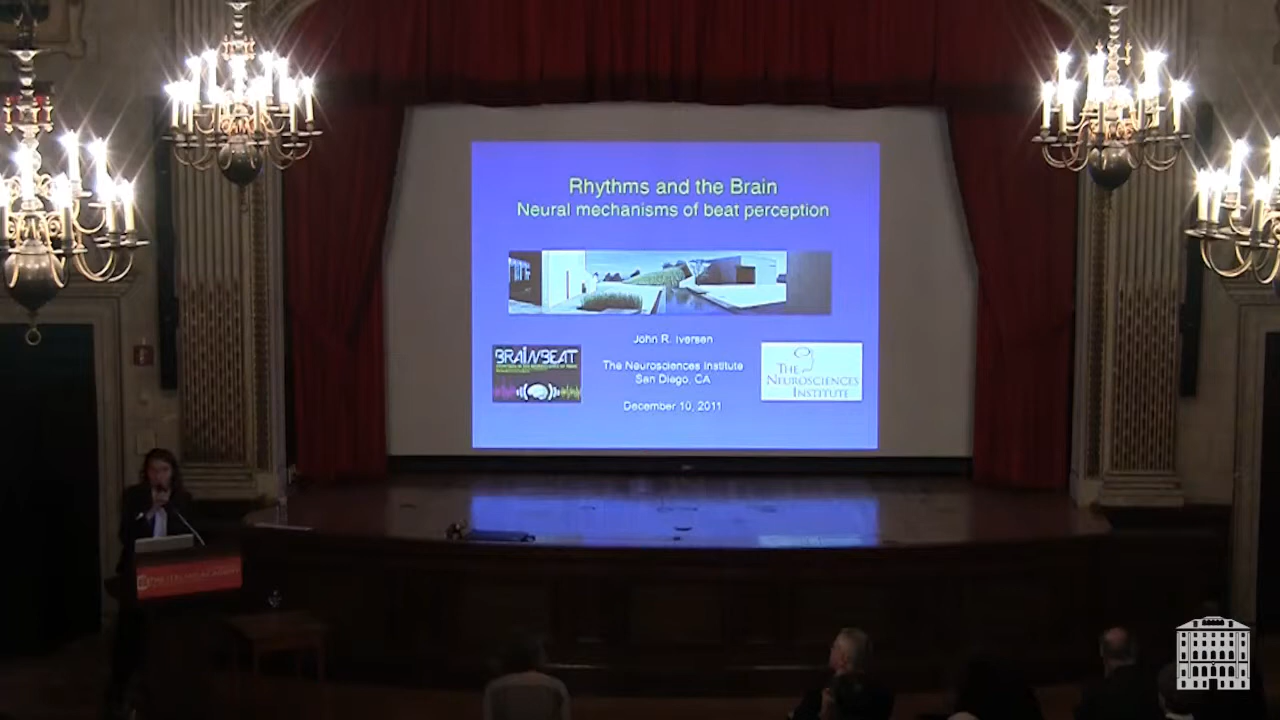 Rhythms and the Brain
Neural mechanisms of beat perception
John R. Iversen
The Neurosciences Institute
San Diego, CA
December 10, 2011
BRAINBEAT
THE
NEUROSCIENCES
INSTITUTE